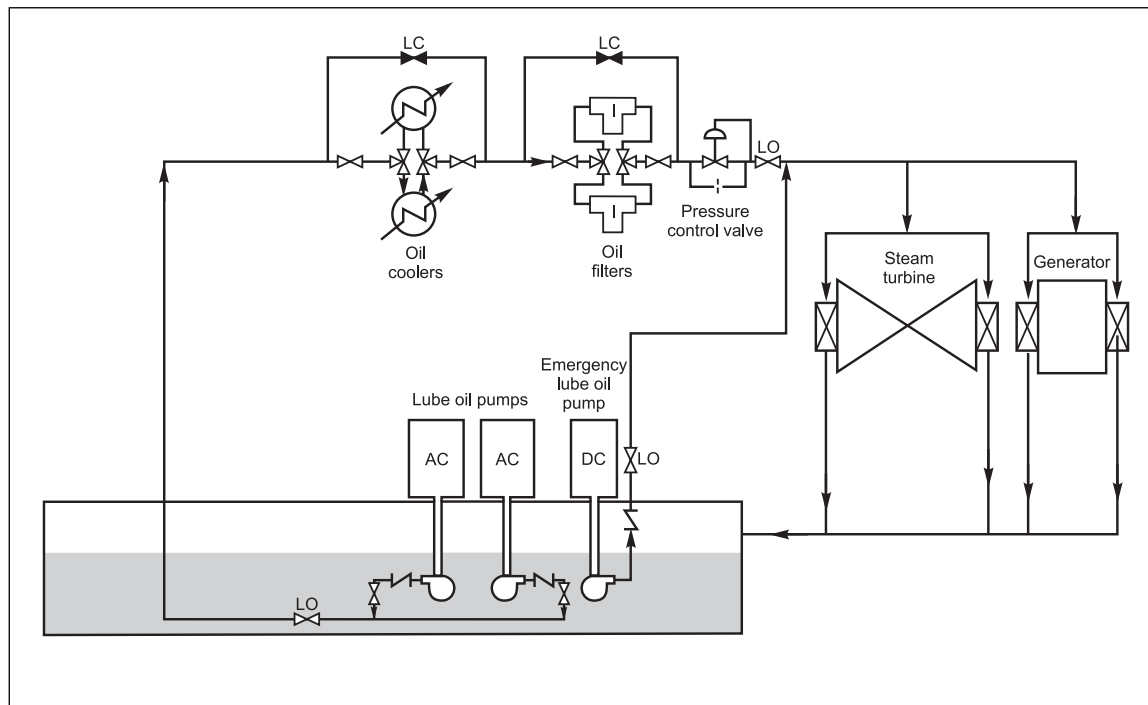 LC
LC
LO
Pressure
control valve
Oil
coolers
Oil
filters
Steam
turbine
Generator
Emergency
lube oil
pump
Lube oil pumps
AC
AC
DC
LO
LO